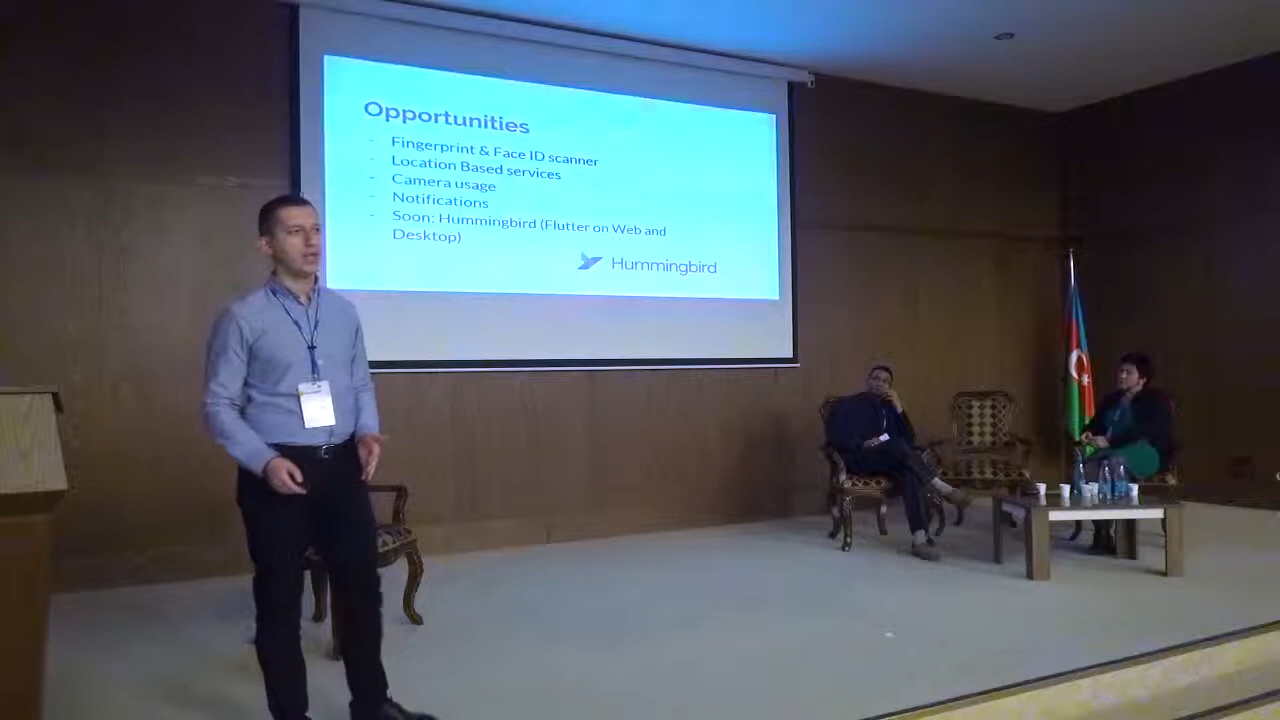 Opportunities
- Fingerprint & Face ID scanner
- Location Based services
- Camera usage
- Notifications
- Soon: Hummingbird (Flutter on Web and
Desktop)
Hummingbird